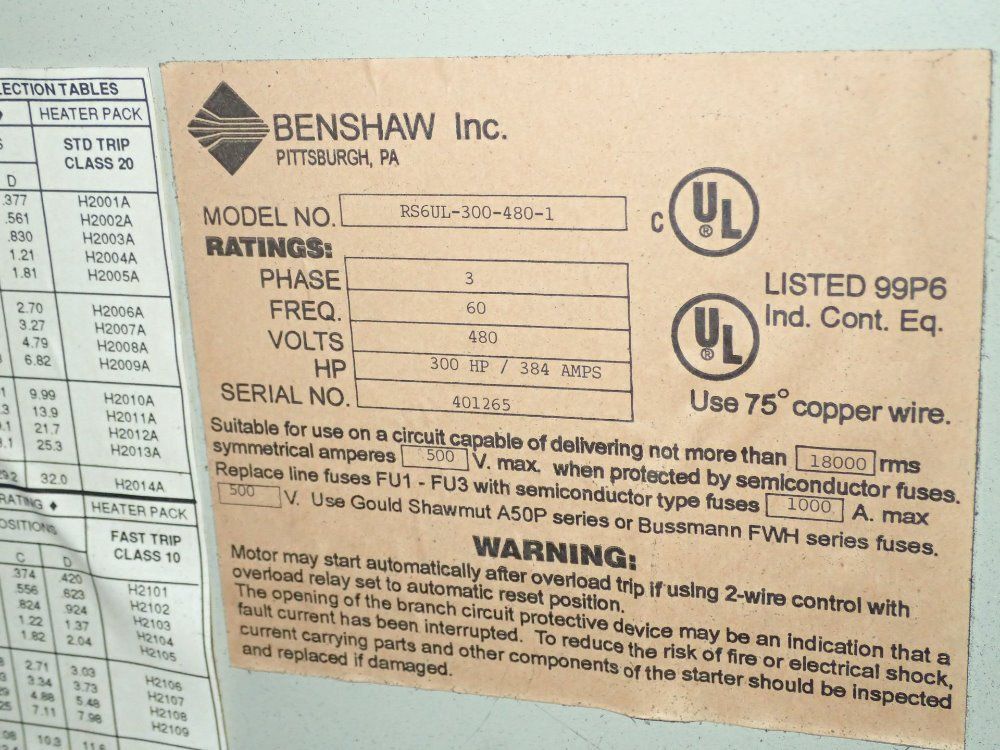 ECTION TABLES
HEATER PACK
STD TRIP
CLASS 20
D
.377 H2001A
.561 H2002A
.830 H2003A
1.21 H2004A
1.81 H2005A
2.70 H2006A
3.27 H2007A
4.79 H2008A
6.82 H2009A
9.99 H2010A
13.9 H2011A
21.7 H2012A
25.3 H2013A
32.0 H2014A
RATING ♦ HEATER PACK
OSITIONS
FAST TRIP
CLASS 10
C D
.374 .420 H2101
.556 .623 H2102
.824 .924 H2103
1.22 1.37 H2104
1.82 2.04 H2105
2.71 3.03 H2106
3.34 3.73 H2107
4.88 5.48 H2108
7.11 7.98 H2109
10.3
BENSHAW Inc.
PITTSBURGH, PA
MODEL NO. RS6UL-300-480-1
C UL ®
RATINGS:
PHASE 3
FREQ. 60
VOLTS 480
HP 300 HP / 384 AMPS
SERIAL NO. 401265
LISTED 99P6
Ind. Cont. Eq.
UL ®
Use 75° copper wire.
Suitable for use on a circuit capable of delivering not more than 18000 rms
symmetrical amperes 500 V. max. when protected by semiconductor fuses.
Replace line fuses FU1 - FU3 with semiconductor type fuses 1000 A. max
500 V. Use Gould Shawmut A50P series or Bussmann FWH series fuses.
WARNING:
Motor may start automatically after overload trip if using 2-wire control with
overload relay set to automatic reset position.
The opening of the branch circuit protective device may be an indication that a
fault current has been interrupted. To reduce the risk of fire or electrical shock,
current carrying parts and other components of the starter should be inspected
and replaced if damaged.